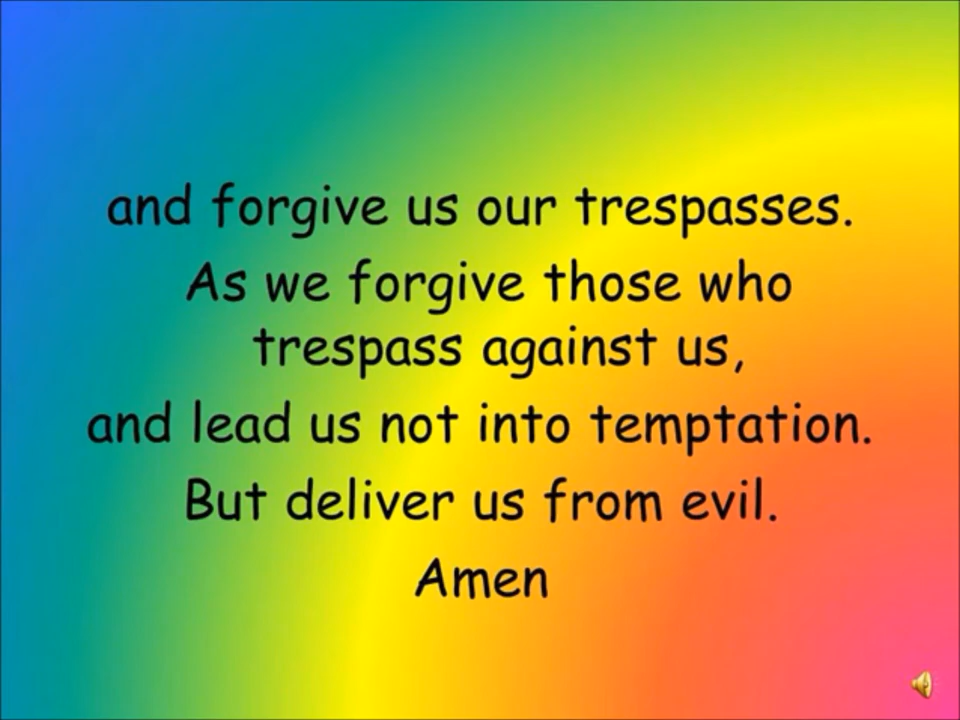 and forgive us our trespasses.
As we forgive those who
trespass against us,
and lead us not into temptation.
But deliver us from evil.
Amen